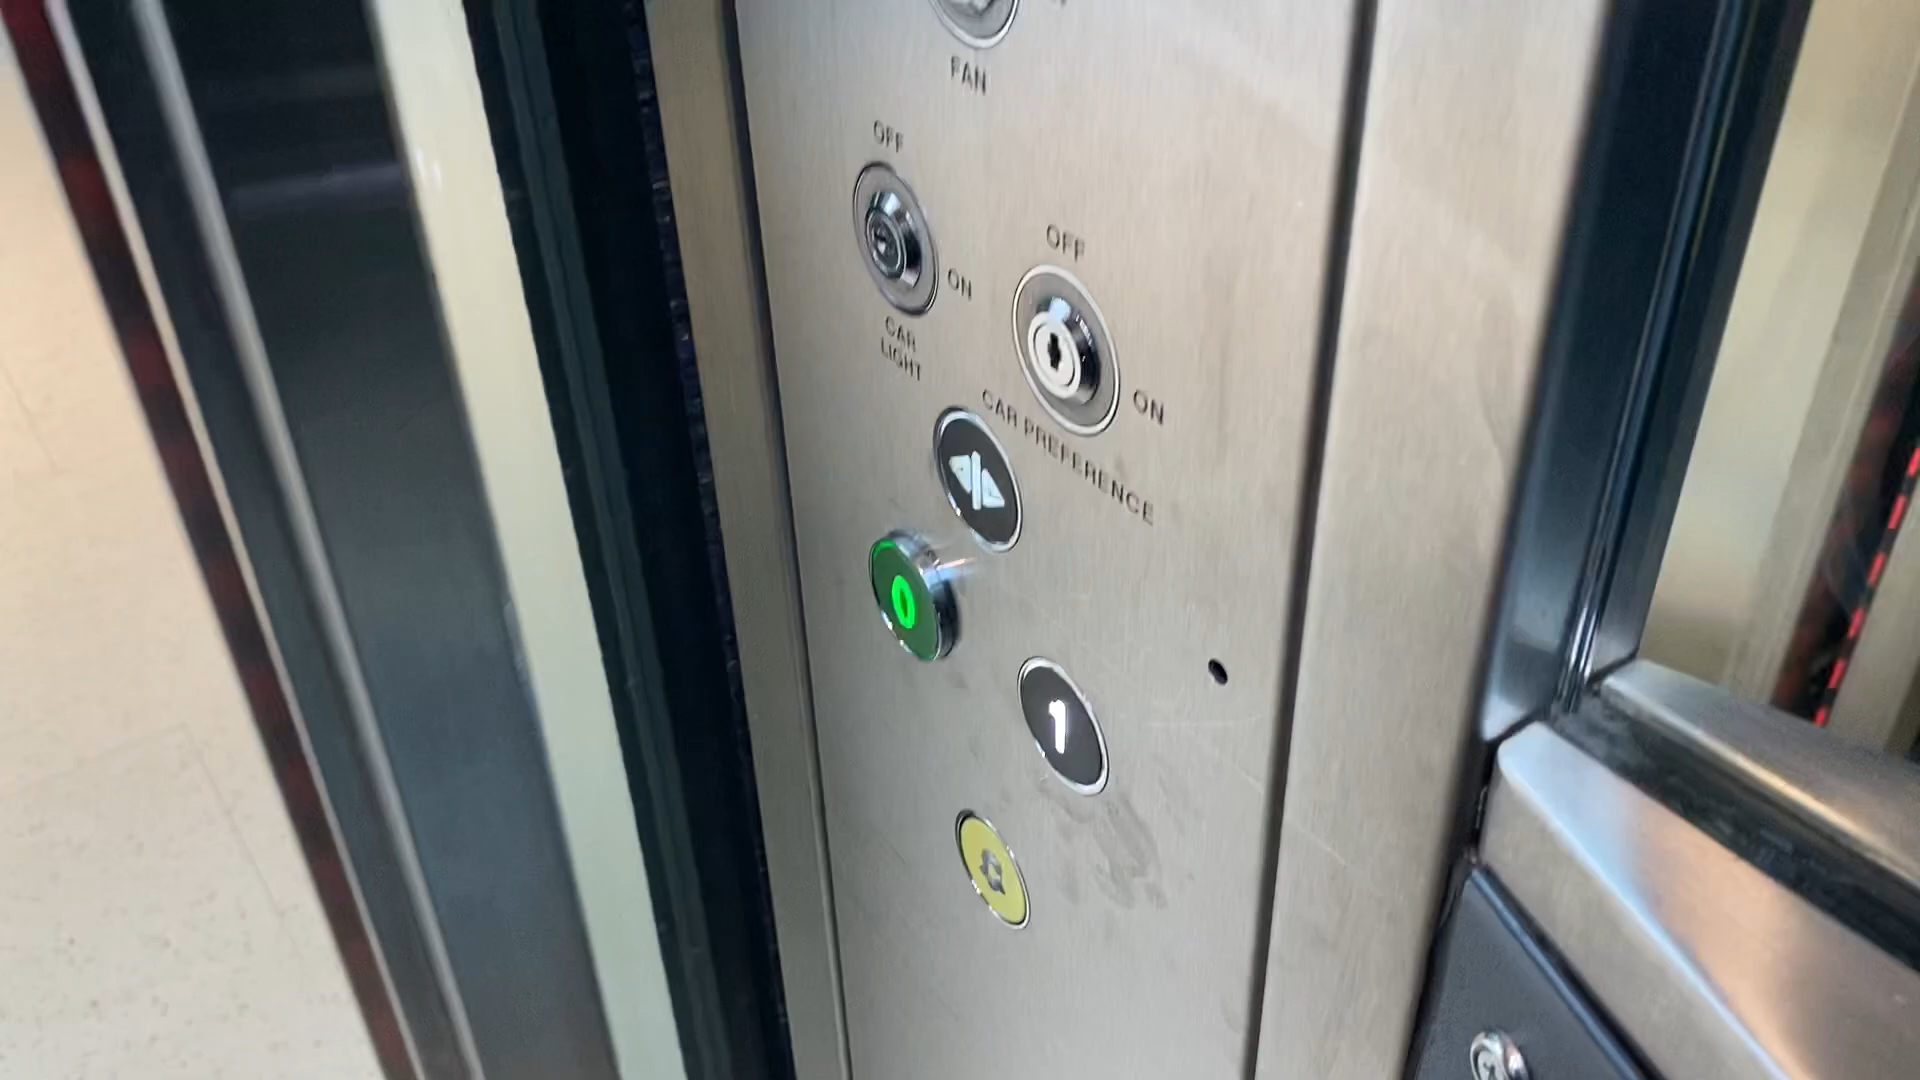 FAN
OFF
ON
CAR
LIGHT
OFF
ON
CAR PREFERENCE
0
1